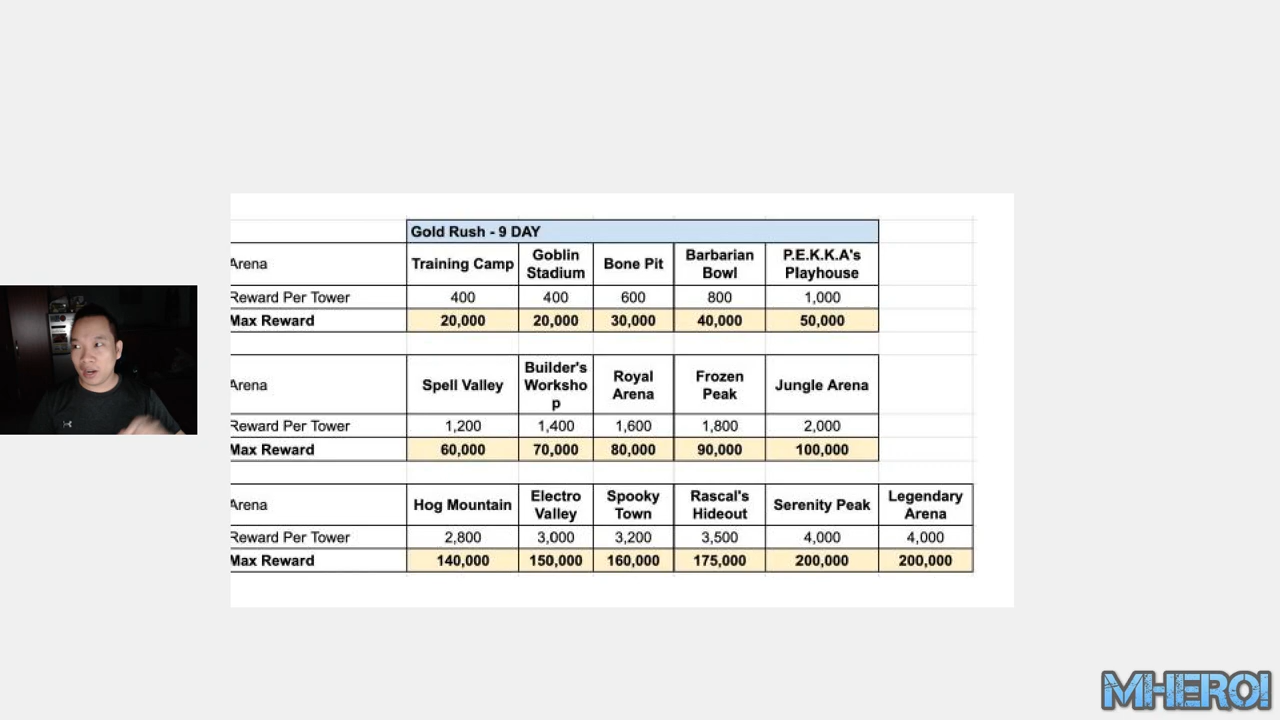 Gold Rush - 9 DAY
Arena Training Camp Goblin Stadium Bone Pit Barbarian Bowl P.E.K.K.A's Playhouse
Reward Per Tower 400 400 600 800 1,000
Max Reward 20,000 20,000 30,000 40,000 50,000
Arena Spell Valley Builder's Worksho p Royal Arena Frozen Peak Jungle Arena
Reward Per Tower 1,200 1,400 1,600 1,800 2,000
Max Reward 60,000 70,000 80,000 90,000 100,000
Arena Hog Mountain Electro Valley Spooky Town Rascal's Hideout Serenity Peak Legendary Arena
Reward Per Tower 2,800 3,000 3,200 3,500 4,000 4,000
Max Reward 140,000 150,000 160,000 175,000 200,000 200,000
MHERO!